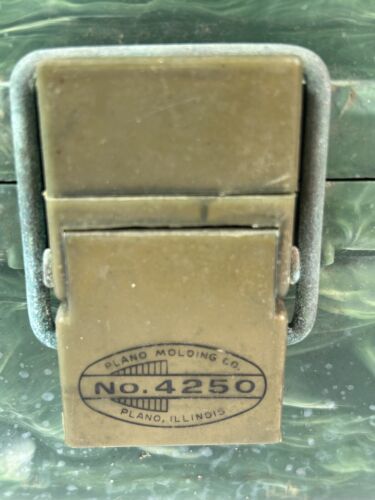 PLANO MOLDING CO.
No. 4250
PLANO, ILLINOIS